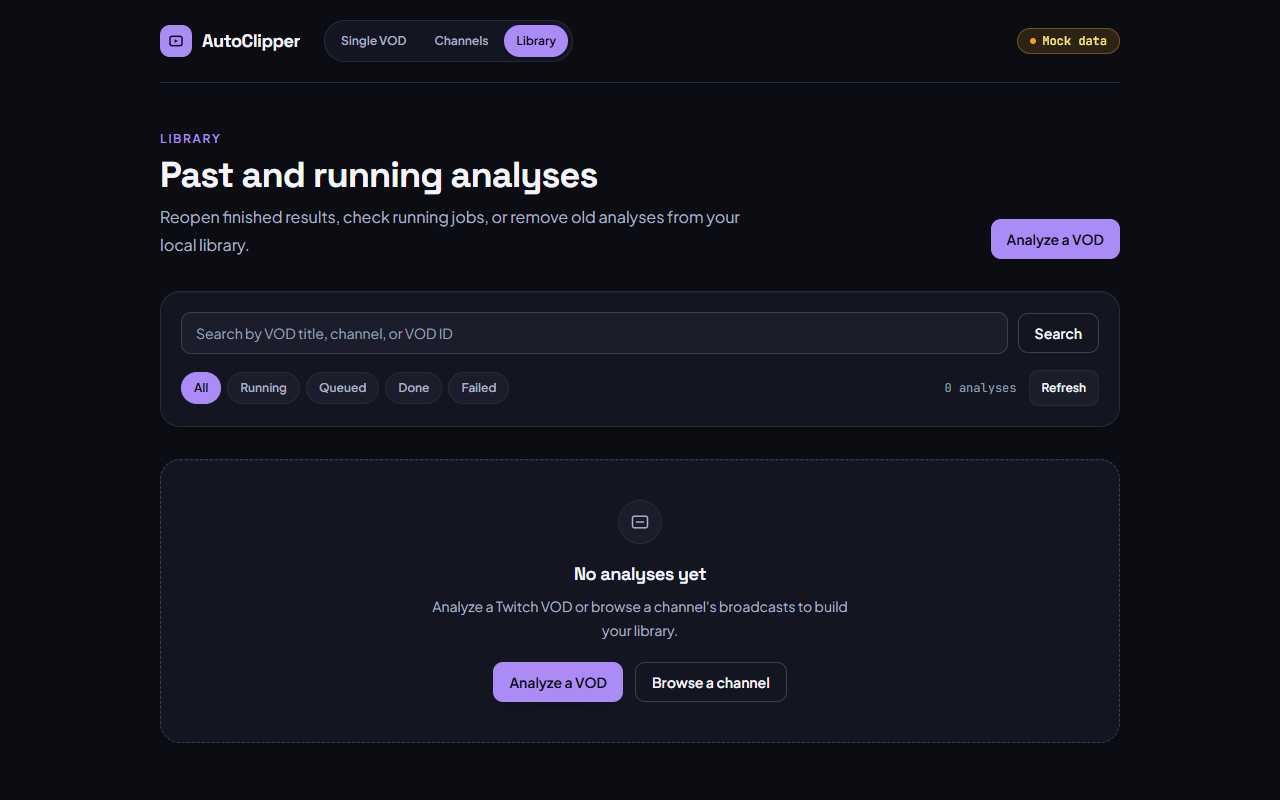 AutoClipper
Single VOD
Channels
Library
Mock data
LIBRARY
Past and running analyses
Reopen finished results, check running jobs, or remove old analyses from your
local library.
Analyze a VOD
Search by VOD title, channel, or VOD ID
Search
All
Running
Queued
Done
Failed
0 analyses
Refresh
No analyses yet
Analyze a Twitch VOD or browse a channel's broadcasts to build
your library.
Analyze a VOD
Browse a channel